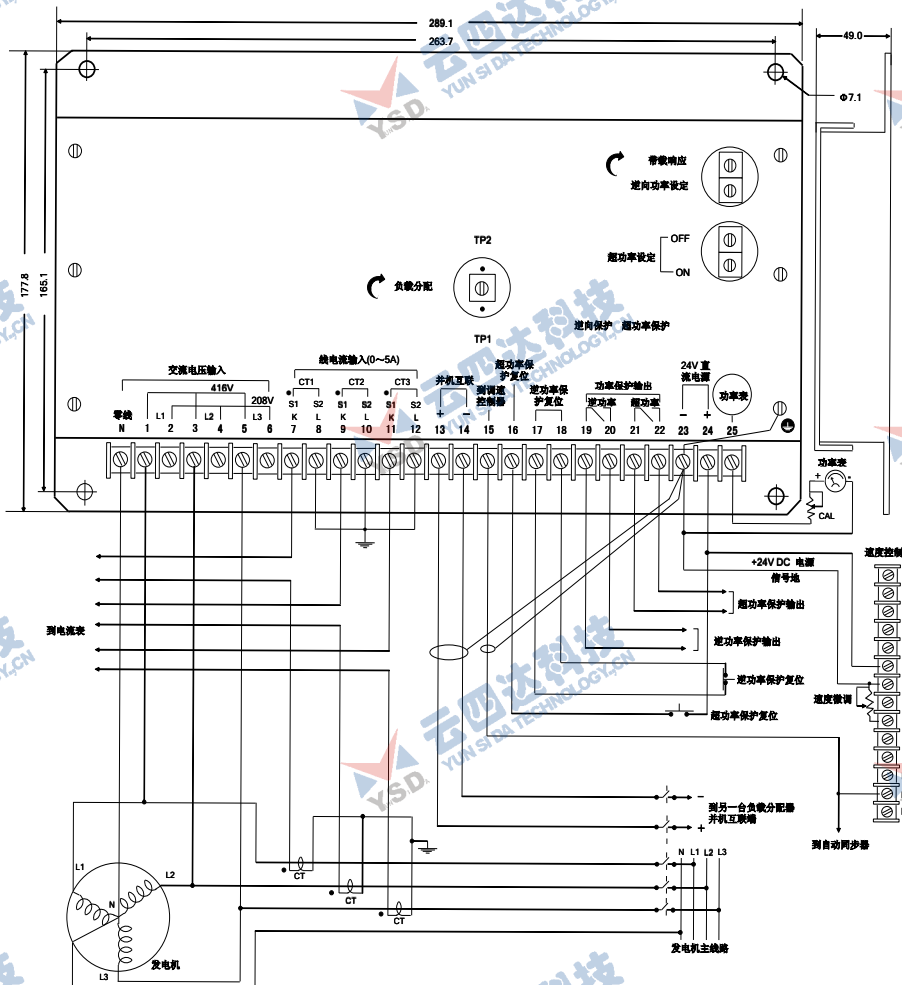 289.1
263.7
49.0
Φ7.1
177.8
165.1
云四达科技
YUN SI DA TECHNOLOGY.CN
Y.S.D.
带载响应
逆向功率设定
OFF
超功率设定
ON
TP2
负载分配
TP1
逆向保护 超功率保护
交流电压输入
416V
208V
零线 L1 L2 L3
线电流输入(0～5A)
CT1 CT2 CT3
S1 S2 S1 S2 S1 S2
K L K L K L
并机互联
+ −
到调速
控制器
超功率保
护复位
逆功率保
护复位
功率保护输出
逆功率 超功率
24V 直
流电源
− +
功率表
N 1 2 3 4 5 6 7 8 9 10 11 12 13 14 15 16 17 18 19 20 21 22 23 24 25
功率表
+ -
CAL
速度控制
+24V DC 电源
信号地
超功率保护输出
逆功率保护输出
逆功率保护复位
超功率保护复位
速度微调
到电流表
−
到另一台负载分配器
并机互联端
+
到自动同步器
N L1 L2 L3
发电机主线路
CT
CT
CT
L1
L2
N
L3
发电机